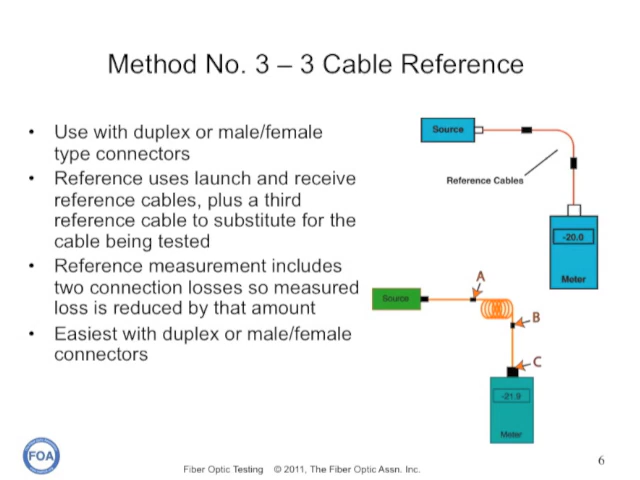 Method No. 3 – 3 Cable Reference
• Use with duplex or male/female
type connectors
• Reference uses launch and receive
reference cables, plus a third
reference cable to substitute for the
cable being tested
• Reference measurement includes
two connection losses so measured
loss is reduced by that amount
• Easiest with duplex or male/female
connectors
Source
Reference Cables
-20.0
Meter
Source
A
B
C
-21.9
Meter
FOA
Fiber Optic Testing © 2011, The Fiber Optic Assn. Inc.
6